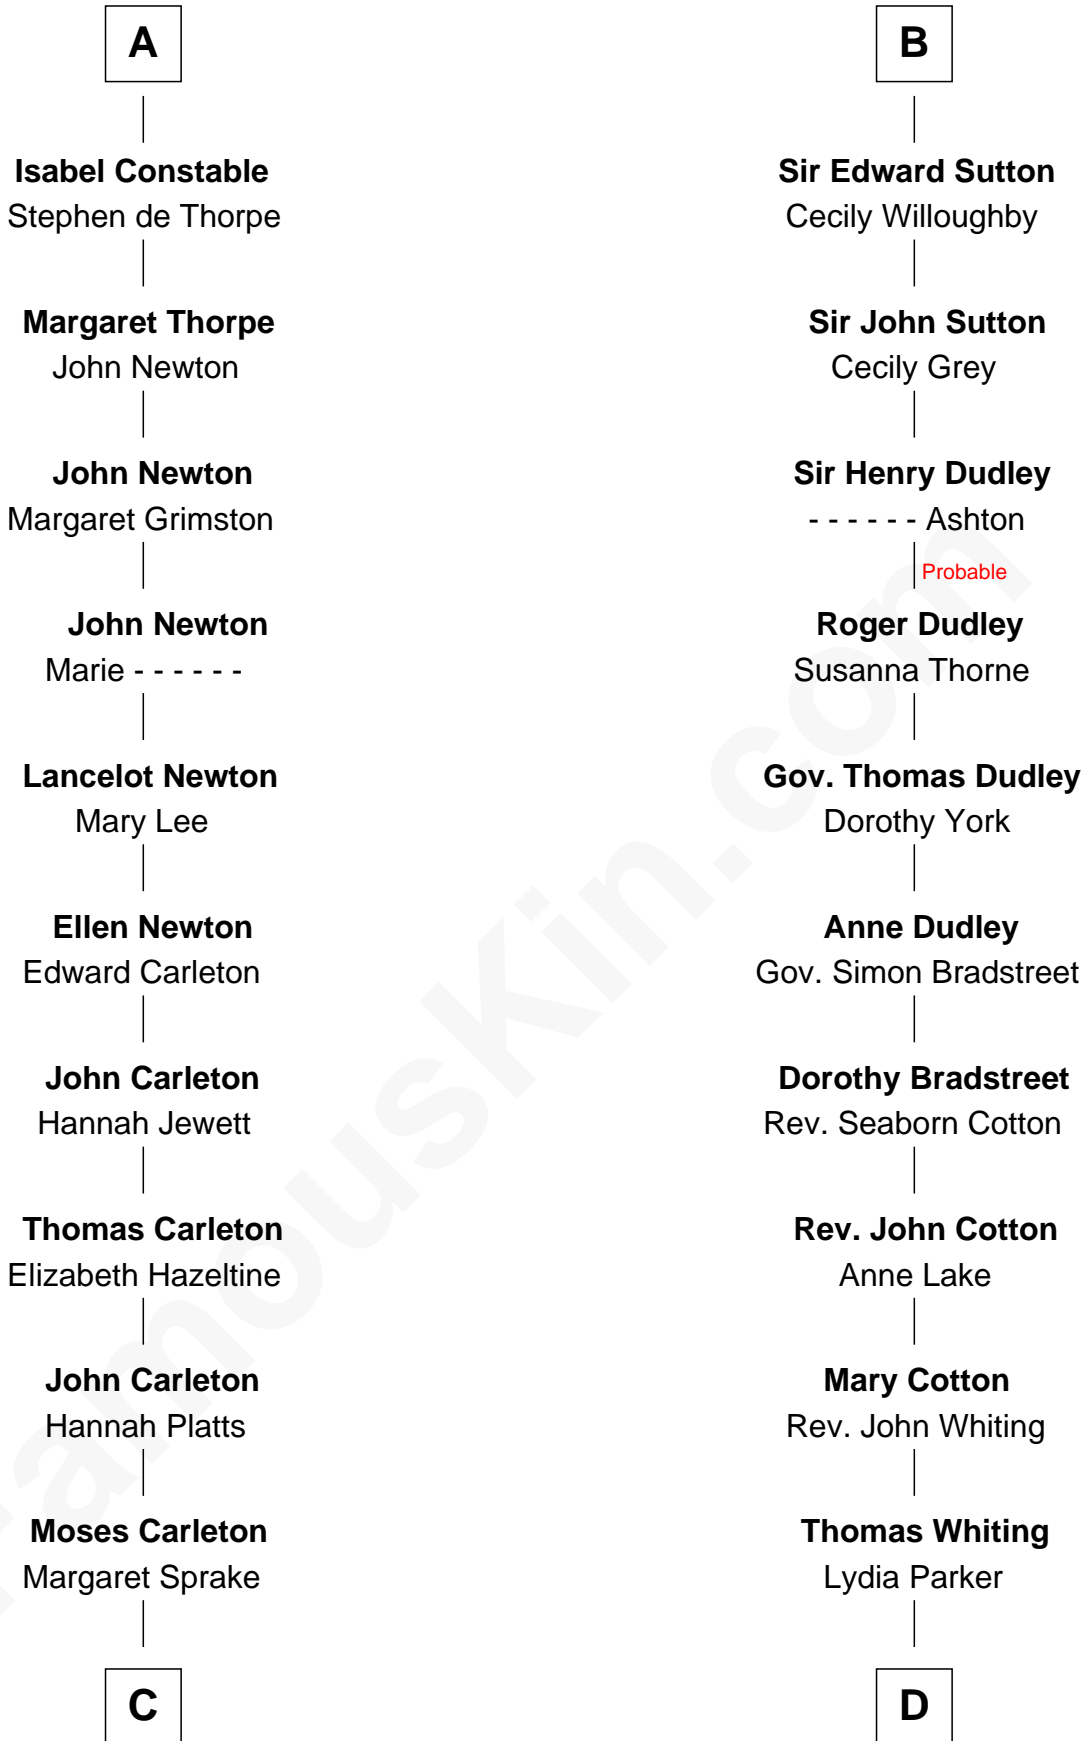 A
Isabel Constable
Stephen de Thorpe
Margaret Thorpe
John Newton
John Newton
Margaret Grimston
John Newton
Marie - - - - - -
Lancelot Newton
Mary Lee
Ellen Newton
Edward Carleton
John Carleton
Hannah Jewett
Thomas Carleton
Elizabeth Hazeltine
John Carleton
Hannah Platts
Moses Carleton
Margaret Sprake
C
B
Sir Edward Sutton
Cecily Willoughby
Sir John Sutton
Cecily Grey
Sir Henry Dudley
- - - - - - Ashton
Probable
Roger Dudley
Susanna Thorne
Gov. Thomas Dudley
Dorothy York
Anne Dudley
Gov. Simon Bradstreet
Dorothy Bradstreet
Rev. Seaborn Cotton
Rev. John Cotton
Anne Lake
Mary Cotton
Rev. John Whiting
Thomas Whiting
Lydia Parker
D
FamousKin.com